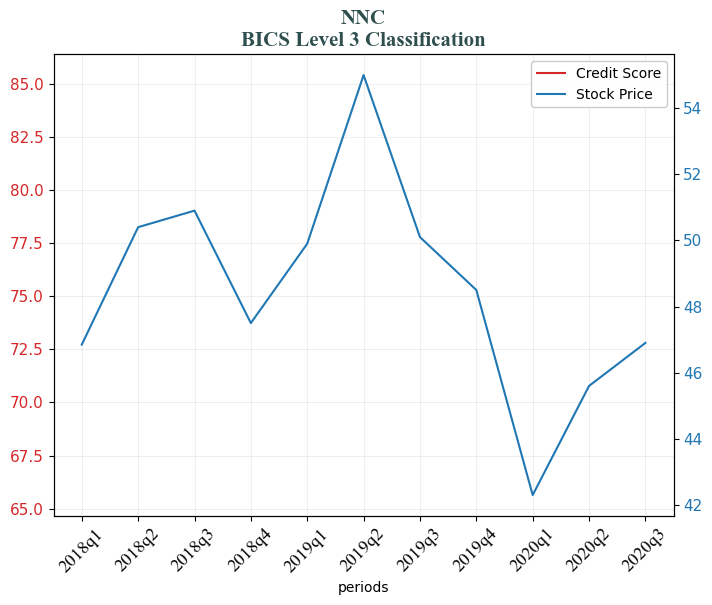 NNC
BICS Level 3 Classification
Credit Score
Stock Price
85.0
82.5
80.0
77.5
75.0
72.5
70.0
67.5
65.0
54
52
50
48
46
44
42
2018q1
2018q2
2018q3
2018q4
2019q1
2019q2
2019q3
2019q4
2020q1
2020q2
2020q3
periods